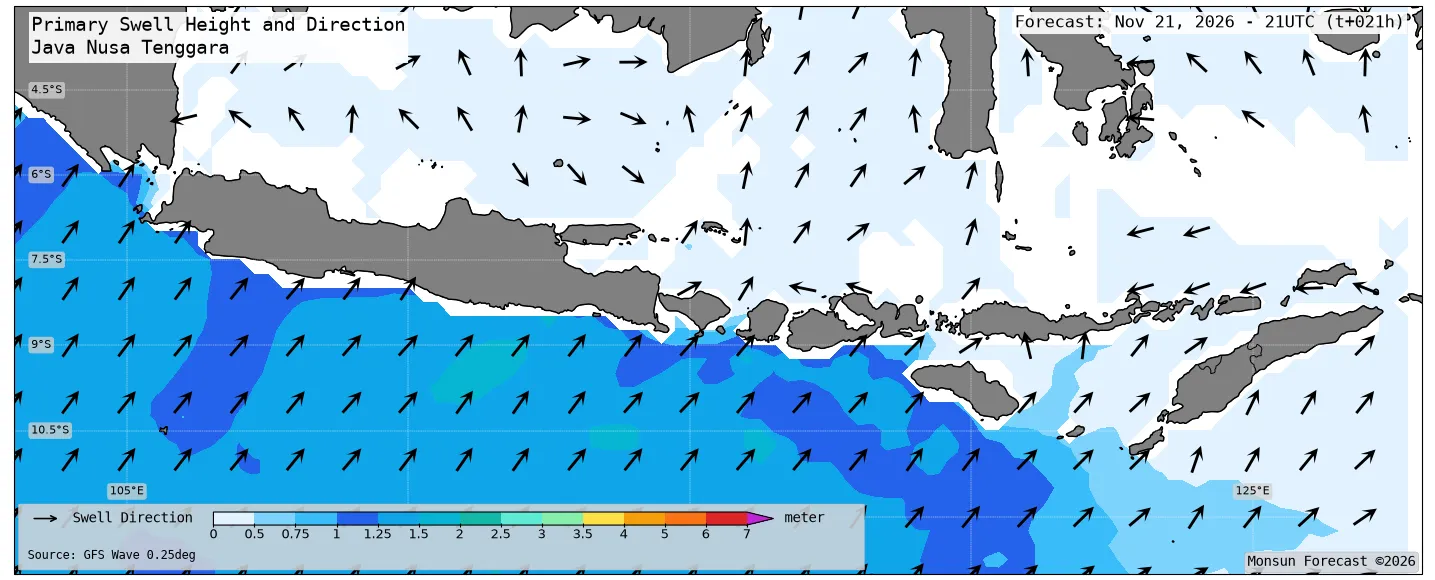 Primary Swell Height and Direction
Java Nusa Tenggara
Forecast: Nov 21, 2026 - 21UTC (t+021h)
4.5°S
6°S
7.5°S
9°S
10.5°S
105°E
125°E
Swell Direction
0 0.5 0.75 1 1.25 1.5 2 2.5 3 3.5 4 5 6 7
meter
Source: GFS Wave 0.25deg
Monsun Forecast ©2026